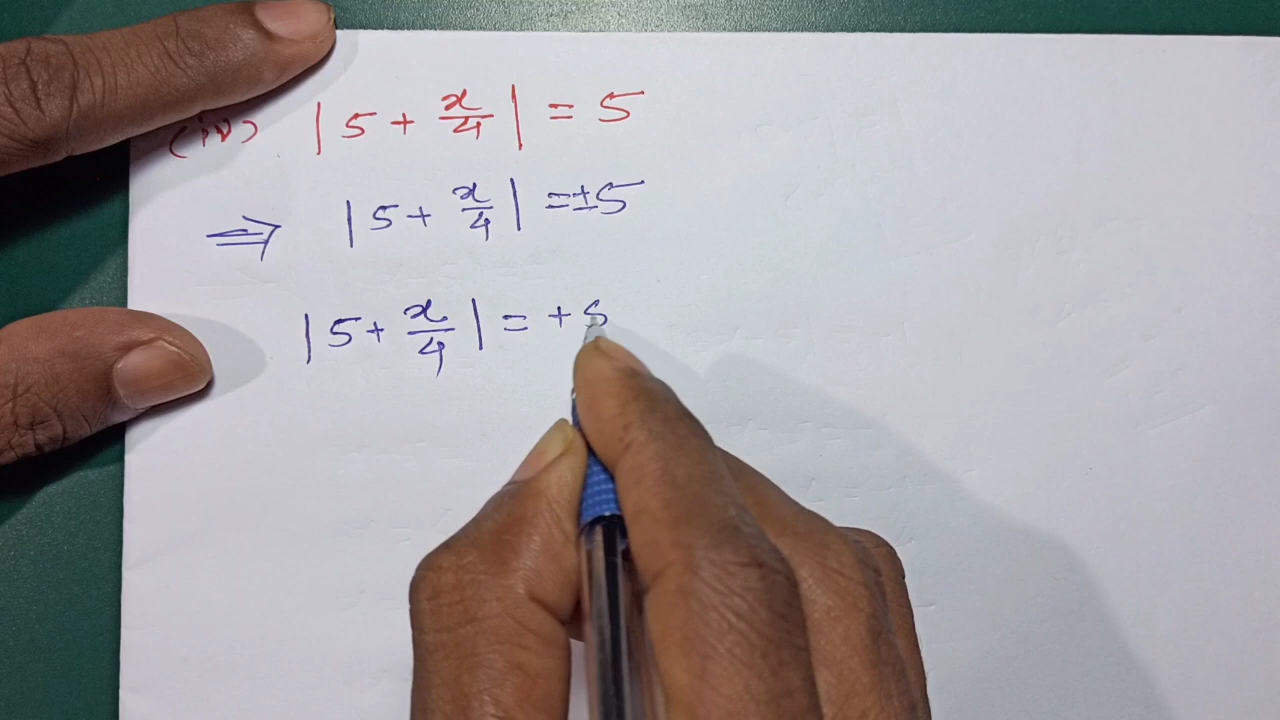 (iv) |5 + x/4| = 5
⇒ |5 + x/4| = ±5
|5 + x/4| = +5